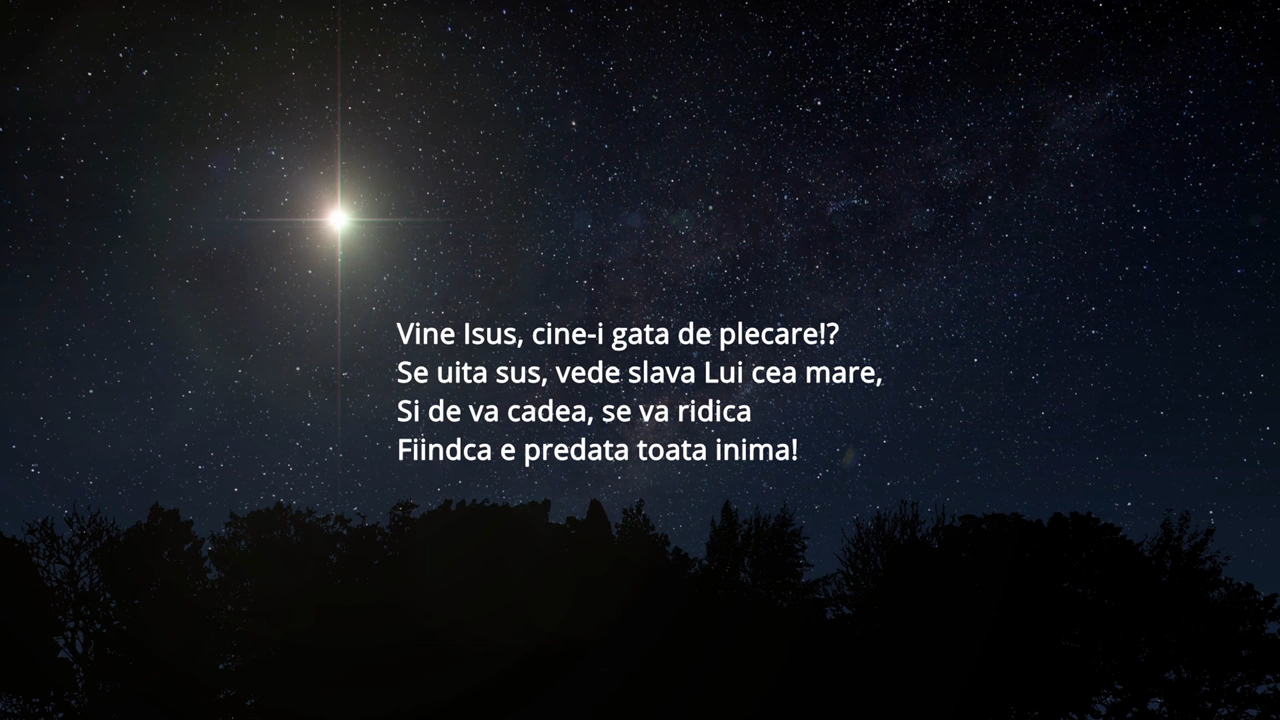 Vine Isus, cine-i gata de plecare!?
Se uita sus, vede slava Lui cea mare,
Si de va cadea, se va ridica
Fiindca e predata toata inima!